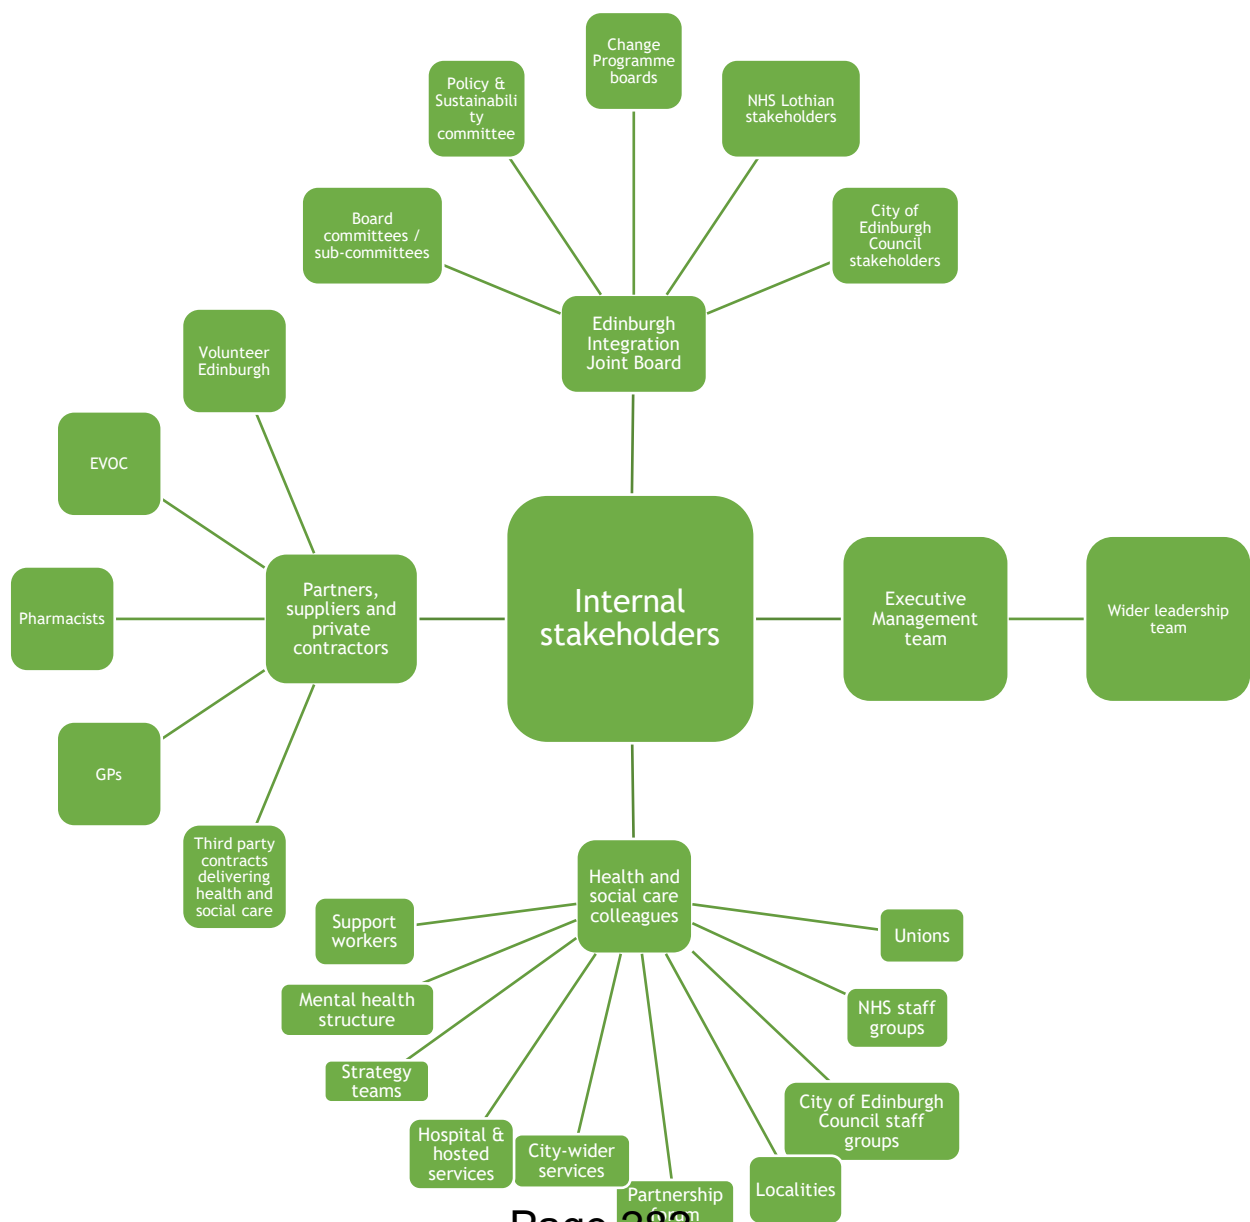 Change
Programme
boards
Policy &
Sustainabili
ty
committee
NHS Lothian
stakeholders
Board
committees /
sub-committees
City of
Edinburgh
Council
stakeholders
Edinburgh
Integration
Joint Board
Volunteer
Edinburgh
EVOC
Pharmacists
GPs
Third party
contracts
delivering
health and
social care
Partners,
suppliers and
private
contractors
Internal
stakeholders
Executive
Management
team
Wider leadership
team
Health and
social care
colleagues
Support
workers
Mental health
structure
Strategy
teams
Hospital &
hosted
services
City-wider
services
Partnership
forum
Localities
City of Edinburgh
Council staff
groups
NHS staff
groups
Unions
Page